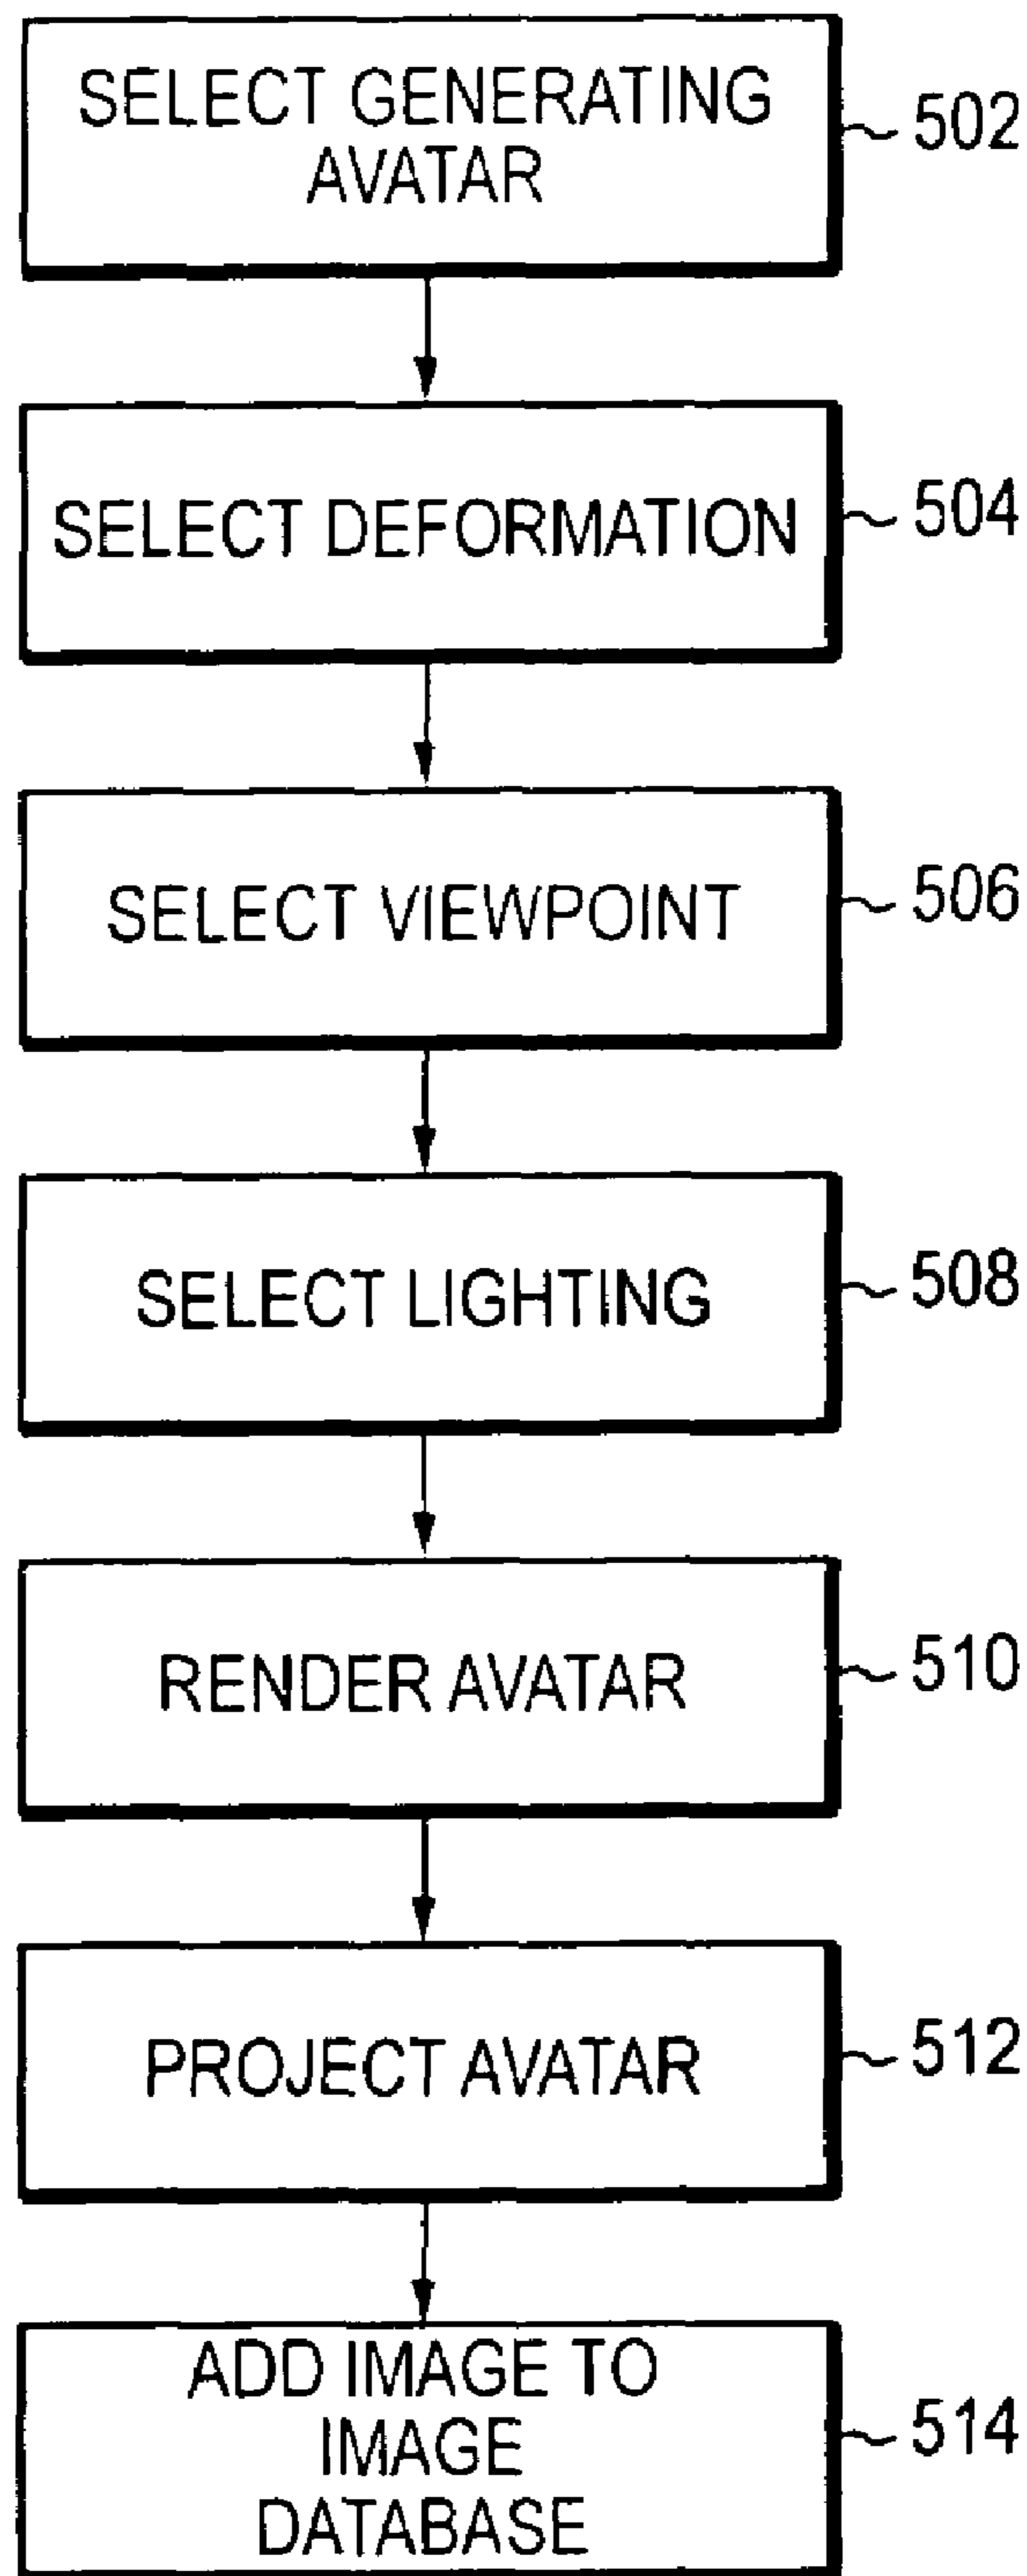 SELECT GENERATING
AVATAR
502
SELECT DEFORMATION
504
SELECT VIEWPOINT
506
SELECT LIGHTING
508
RENDER AVATAR
510
PROJECT AVATAR
512
ADD IMAGE TO
IMAGE
DATABASE
514